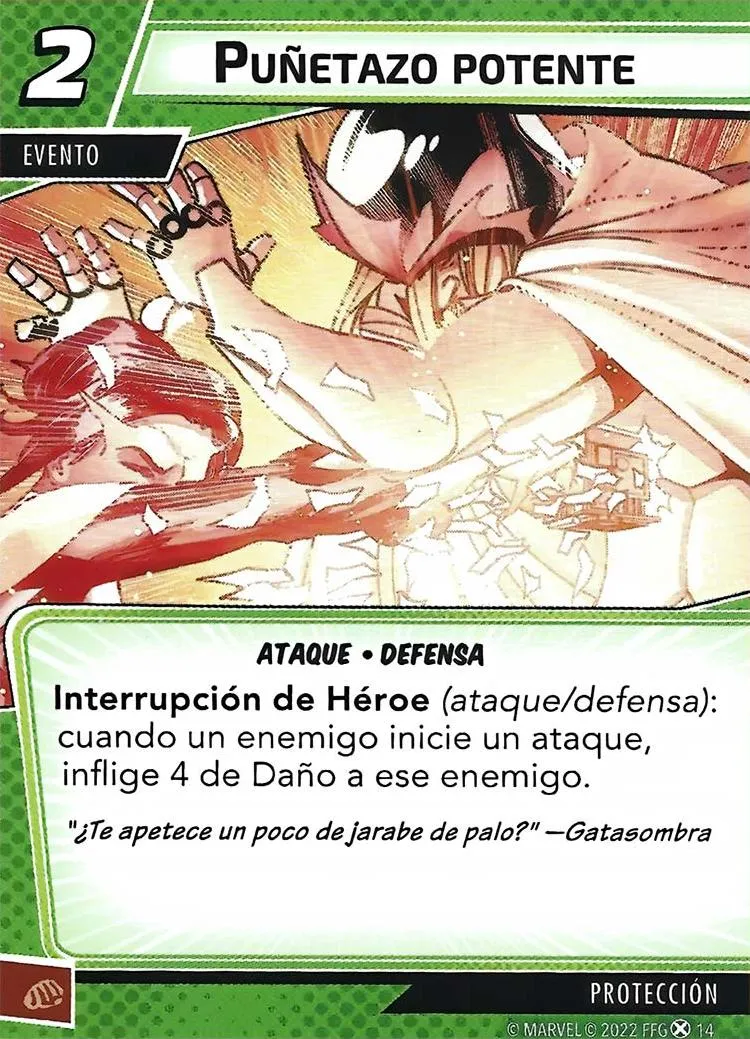 2
PUÑETAZO POTENTE
EVENTO
ATAQUE • DEFENSA
Interrupción de Héroe (ataque/defensa):
cuando un enemigo inicie un ataque,
inflige 4 de Daño a ese enemigo.
"¿Te apetece un poco de jarabe de palo?" —Gatasombra
PROTECCIÓN
© MARVEL © 2022 FFG 14